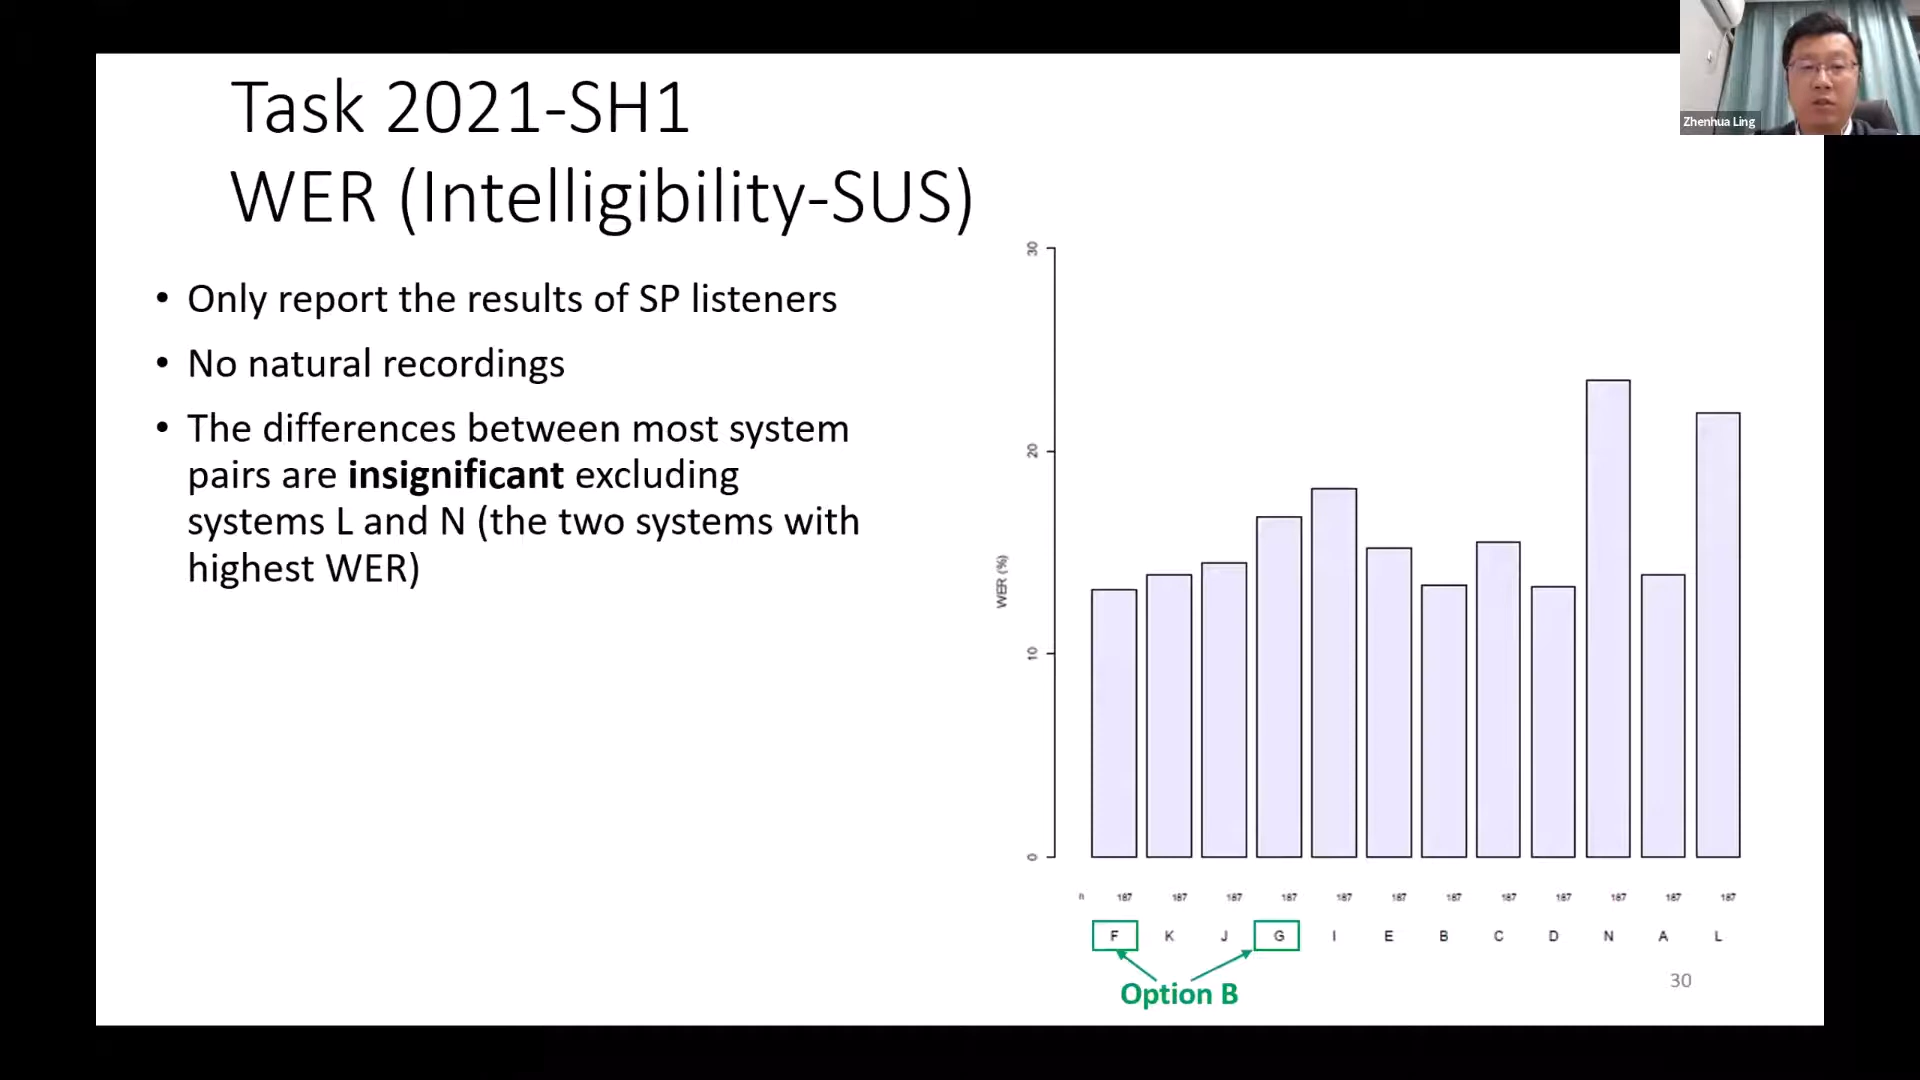 Zhenhua Ling
Task 2021-SH1
WER (Intelligibility-SUS)
• Only report the results of SP listeners
• No natural recordings
• The differences between most system
pairs are insignificant excluding
systems L and N (the two systems with
highest WER)
30
20
10
0
WER (%)
n 187 187 187 187 187 187 187 187 187 187 187 187
F K J G I E B C D N A L
Option B
30